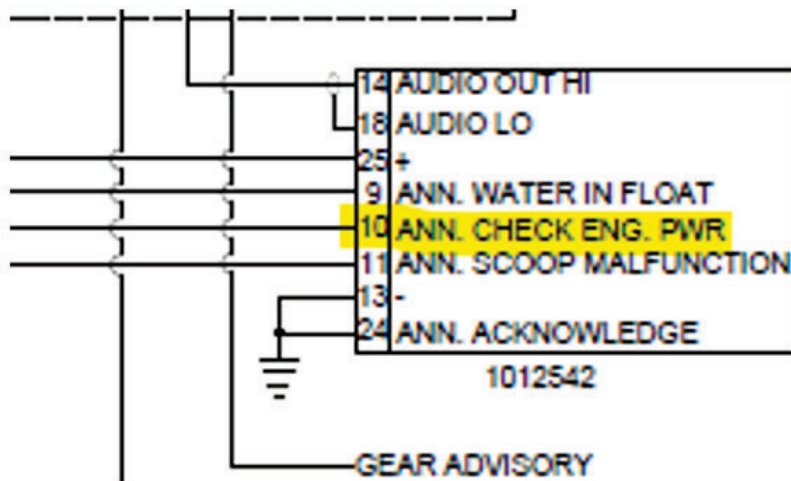 14 AUDIO OUT HI
18 AUDIO LO
25 +
9 ANN. WATER IN FLOAT
10 ANN. CHECK ENG. PWR
11 ANN. SCOOP MALFUNCTION
13 -
24 ANN. ACKNOWLEDGE
1012542
GEAR ADVISORY